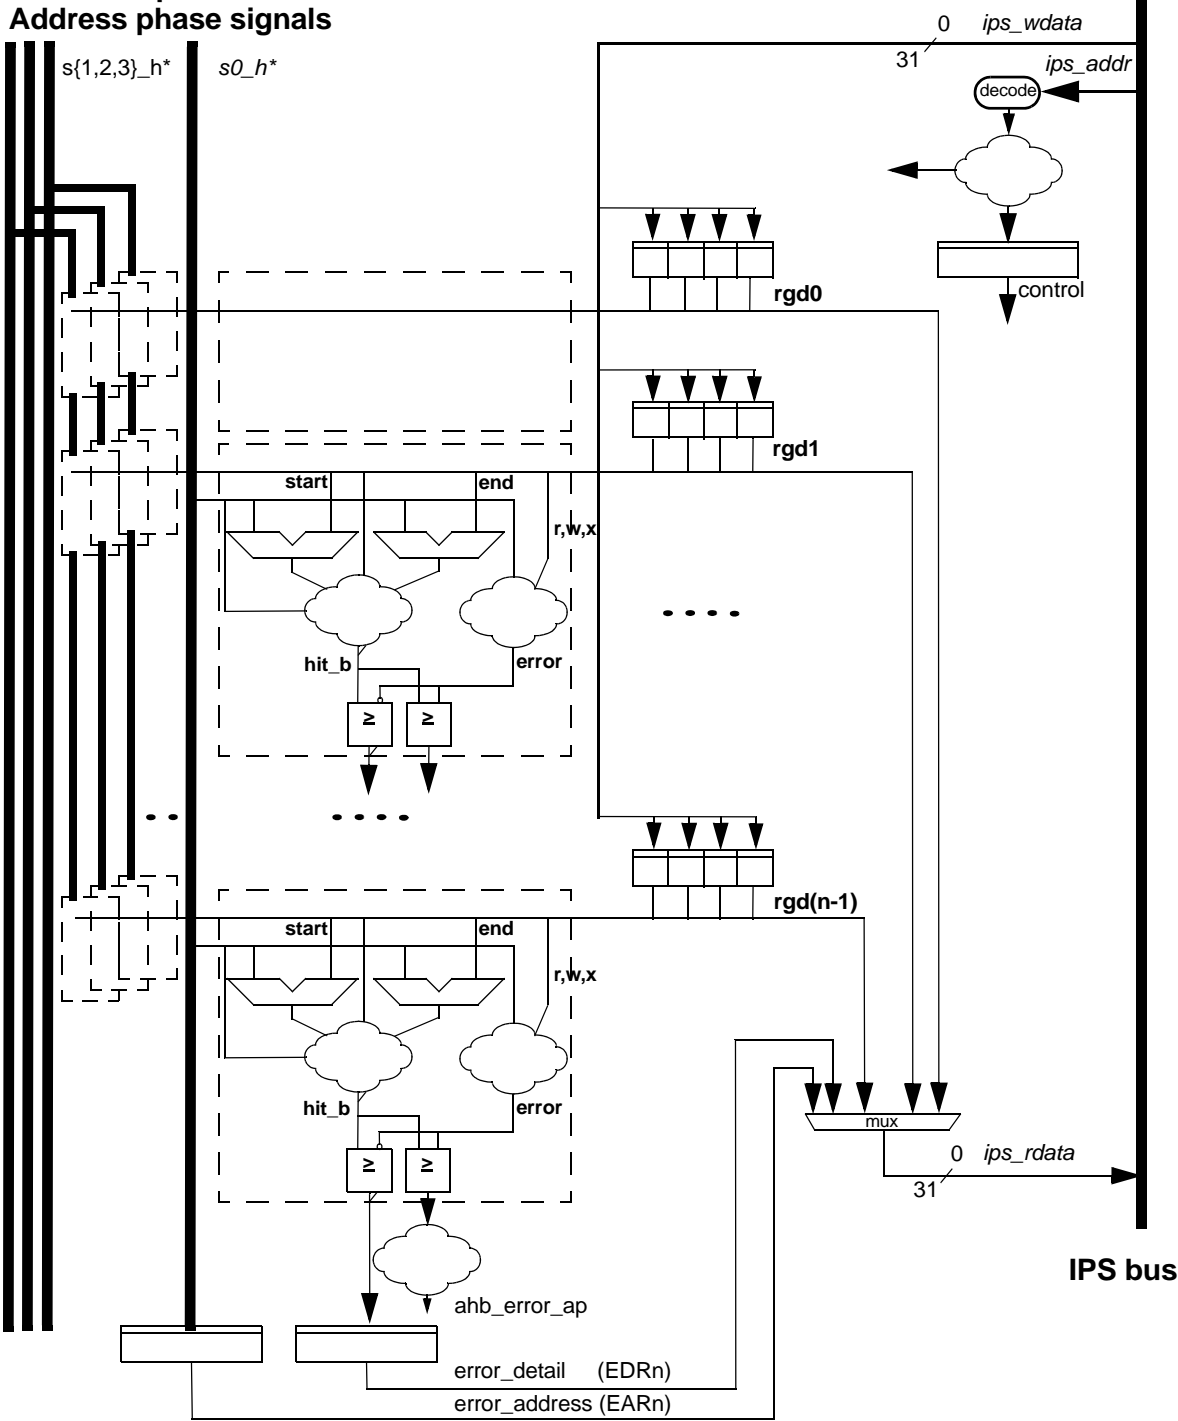 Address phase signals
s{1,2,3}_h*
s0_h*
0
ips_wdata
31
ips_addr
decode
control
rgd0
rgd1
start
end
r,w,x
hit_b
error
≥
≥
rgd(n-1)
start
end
r,w,x
hit_b
error
≥
≥
mux
0
ips_rdata
31
IPS bus
ahb_error_ap
error_detail (EDRn)
error_address (EARn)